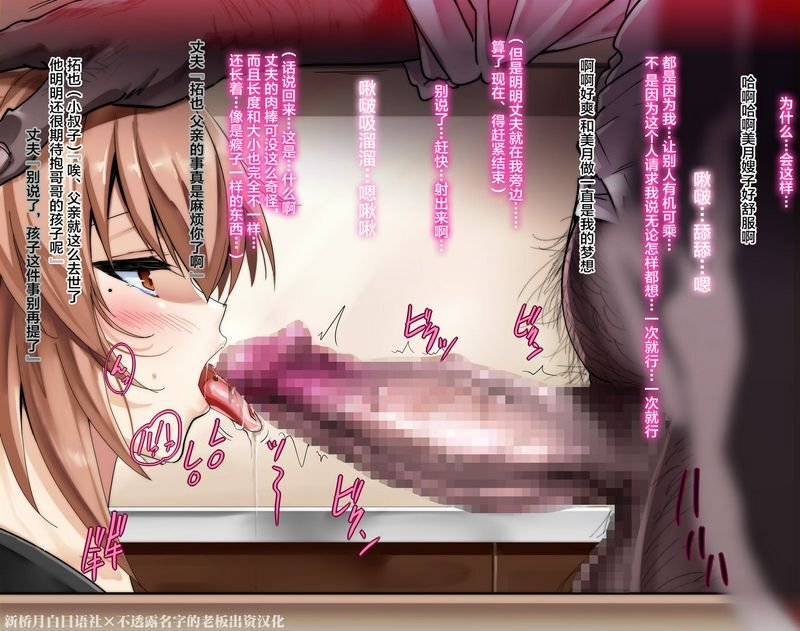 为什么…会这样…
哈啊哈啊美月嫂子好舒服啊
啾啵…舔舔…嗯
都是因为我…让别人有机可乘…
不是因为这个人请求我说无论怎样都想…一次就行…一次就行
啊啊好爽 和美月做一直是我的梦想
(但是明明丈夫就在我旁边……
算了 现在、得赶紧结束)
别说了…赶快…射出来啊…
啾啵吸溜溜…嗯啾啾
(话说回来…这是…什么啊
丈夫的肉棒可没这么奇怪,
而且长度和大小也完全不一样…
还长着…像是瘊子一样的东西…)
丈夫『拓也 父亲的事真是麻烦你了啊』
拓也(小叔子)『唉、父亲就这么去世了
他明明还很期待抱哥哥的孩子呢』
丈夫『别说了，孩子这件事别再提了』
ビクッ
ビクッ
ビクッ
ビクッ
新桥月白日语社×不透露名字的老板出资汉化